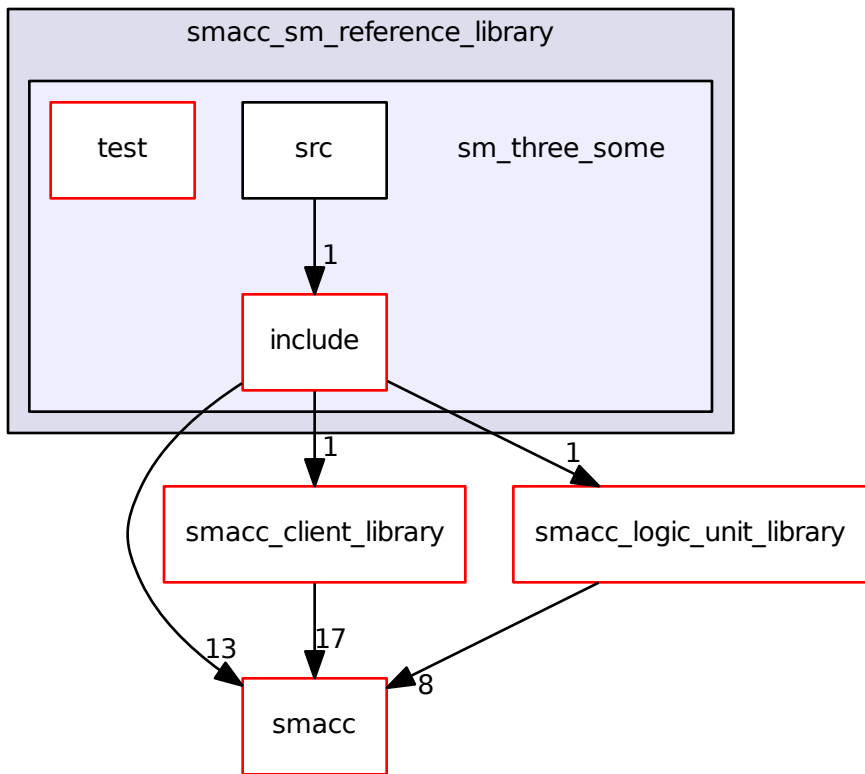 smacc_sm_reference_library
test
src
sm_three_some
1
include
1
1
smacc_client_library
smacc_logic_unit_library
13
17
8
smacc